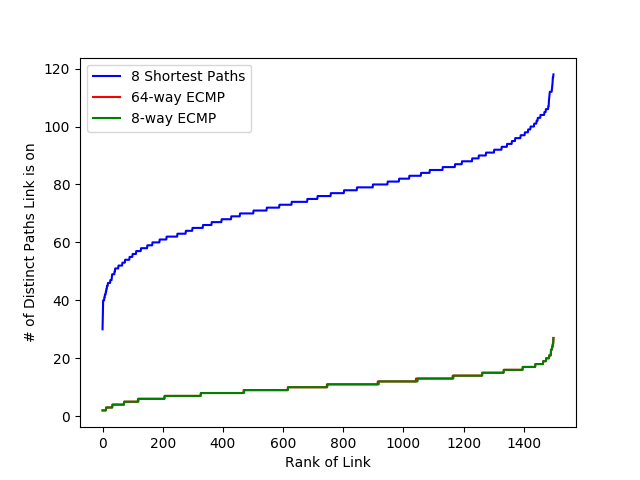 8 Shortest Paths
64-way ECMP
8-way ECMP
# of Distinct Paths Link is on
120
100
80
60
40
20
0
0 200 400 600 800 1000 1200 1400
Rank of Link